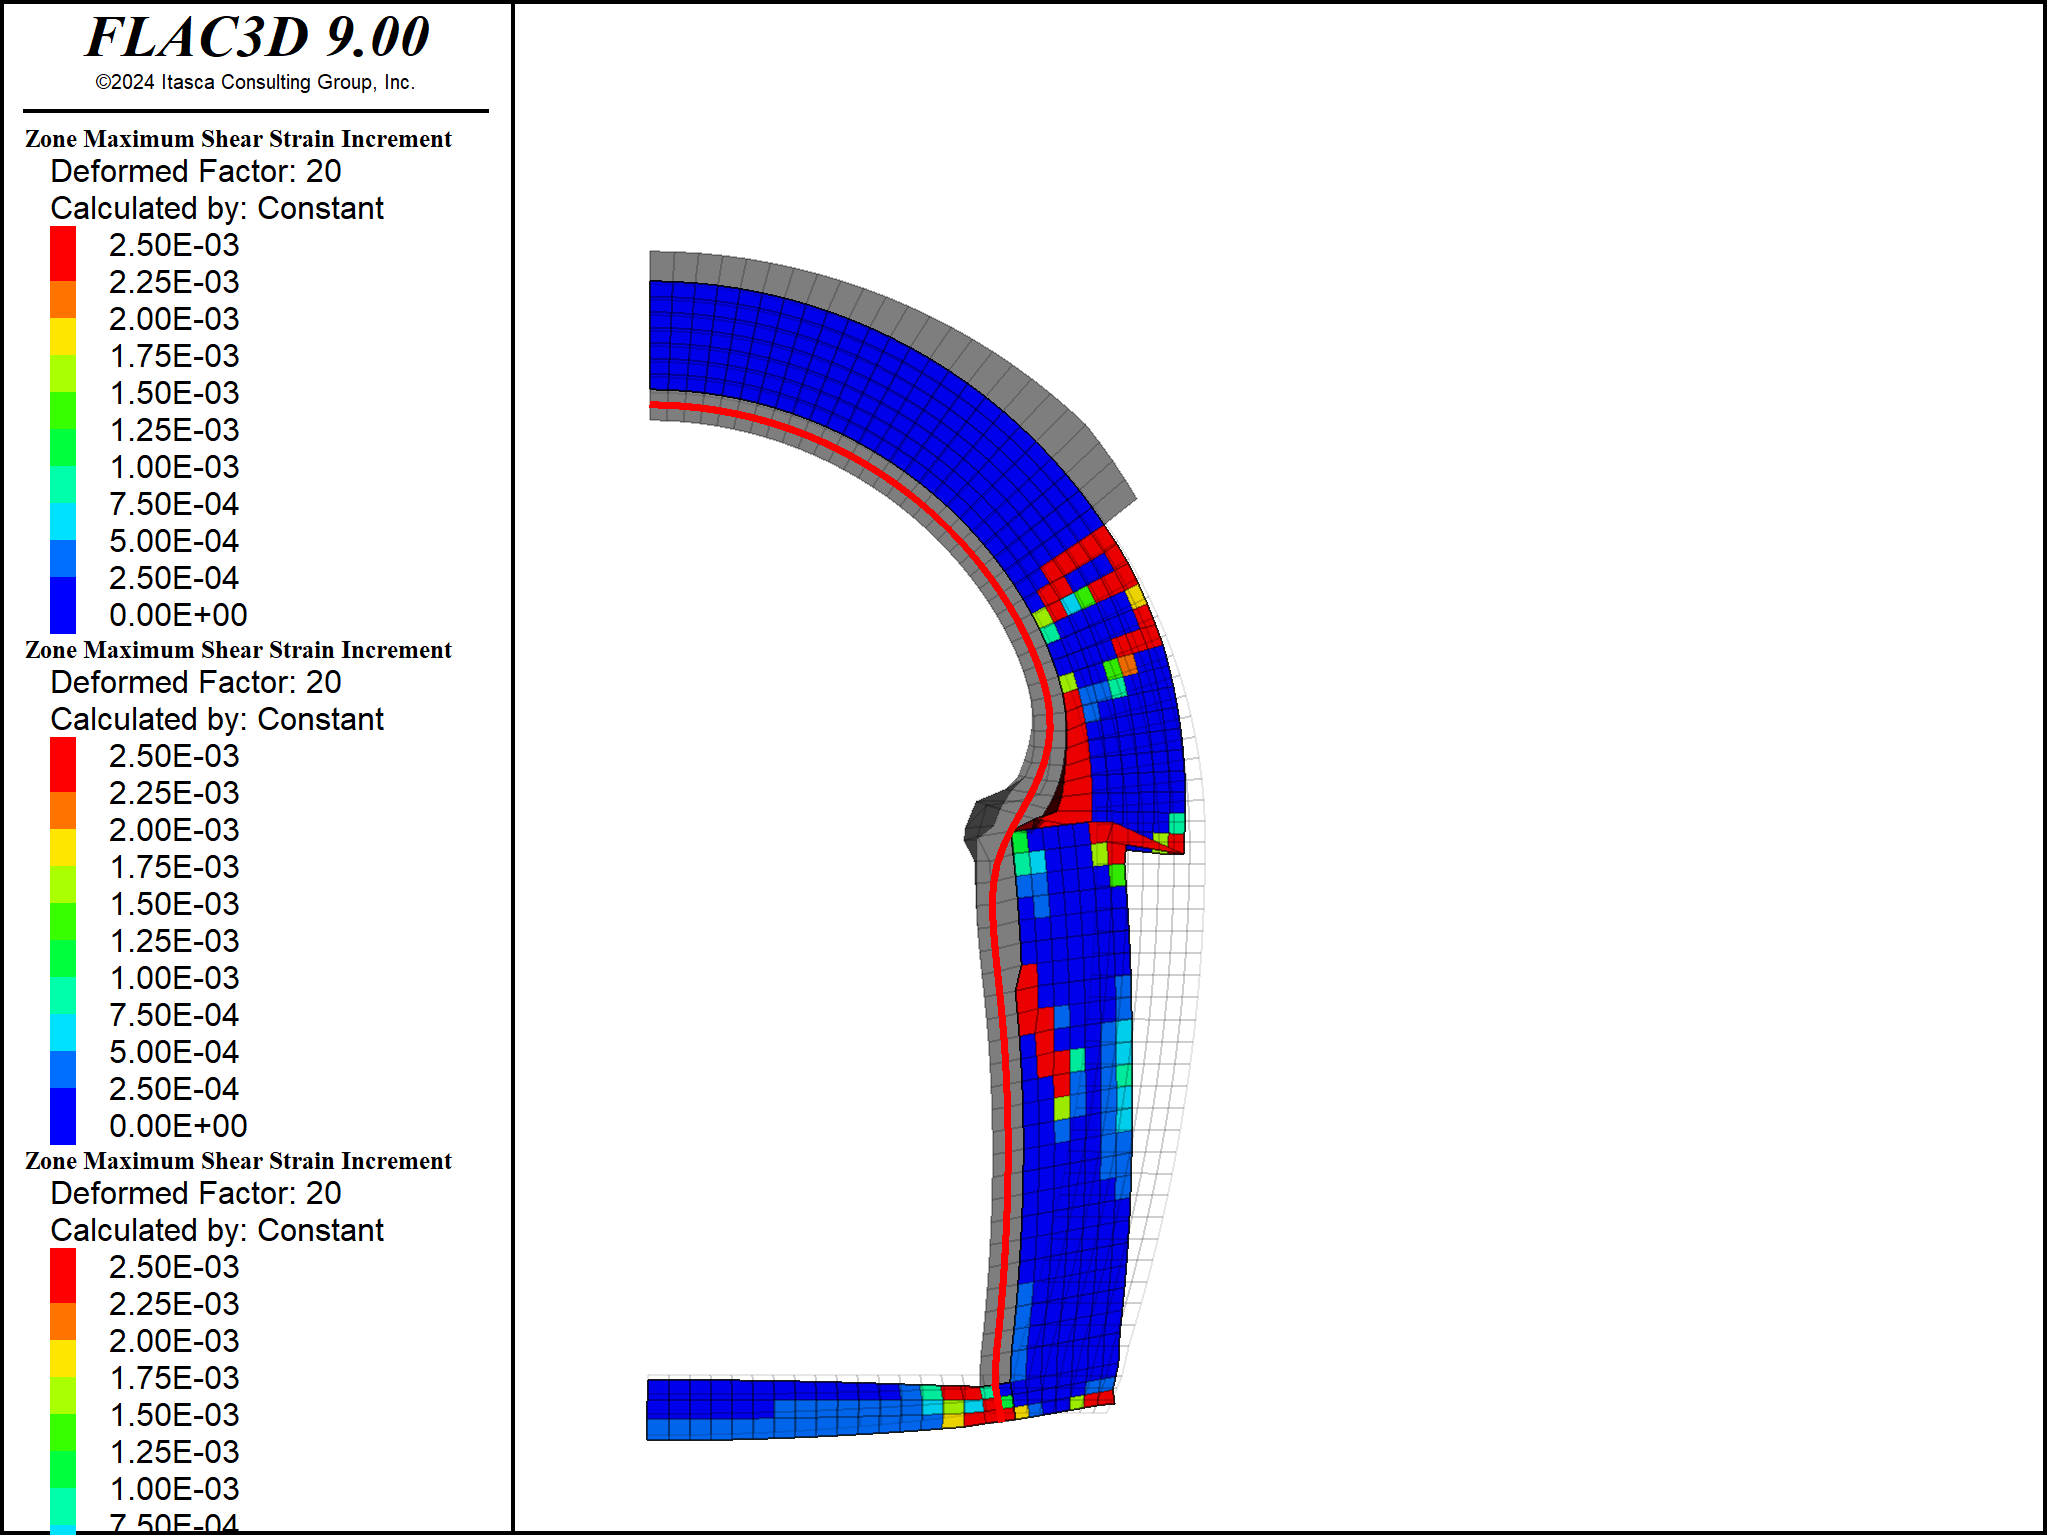 FLAC3D 9.00
©2024 Itasca Consulting Group, Inc.
Zone Maximum Shear Strain Increment
Deformed Factor: 20
Calculated by: Constant
2.50E-03
2.25E-03
2.00E-03
1.75E-03
1.50E-03
1.25E-03
1.00E-03
7.50E-04
5.00E-04
2.50E-04
0.00E+00
Zone Maximum Shear Strain Increment
Deformed Factor: 20
Calculated by: Constant
2.50E-03
2.25E-03
2.00E-03
1.75E-03
1.50E-03
1.25E-03
1.00E-03
7.50E-04
5.00E-04
2.50E-04
0.00E+00
Zone Maximum Shear Strain Increment
Deformed Factor: 20
Calculated by: Constant
2.50E-03
2.25E-03
2.00E-03
1.75E-03
1.50E-03
1.25E-03
1.00E-03
7.50E-04